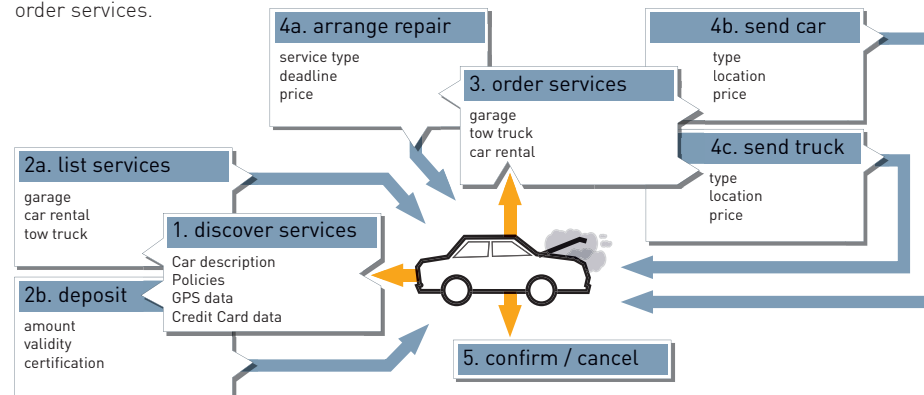 order services.
4a. arrange repair
service type
deadline
price
4b. send car
type
location
price
3. order services
garage
tow truck
car rental
4c. send truck
type
location
price
2a. list services
garage
car rental
tow truck
1. discover services
Car description
Policies
GPS data
Credit Card data
2b. deposit
amount
validity
certification
5. confirm / cancel